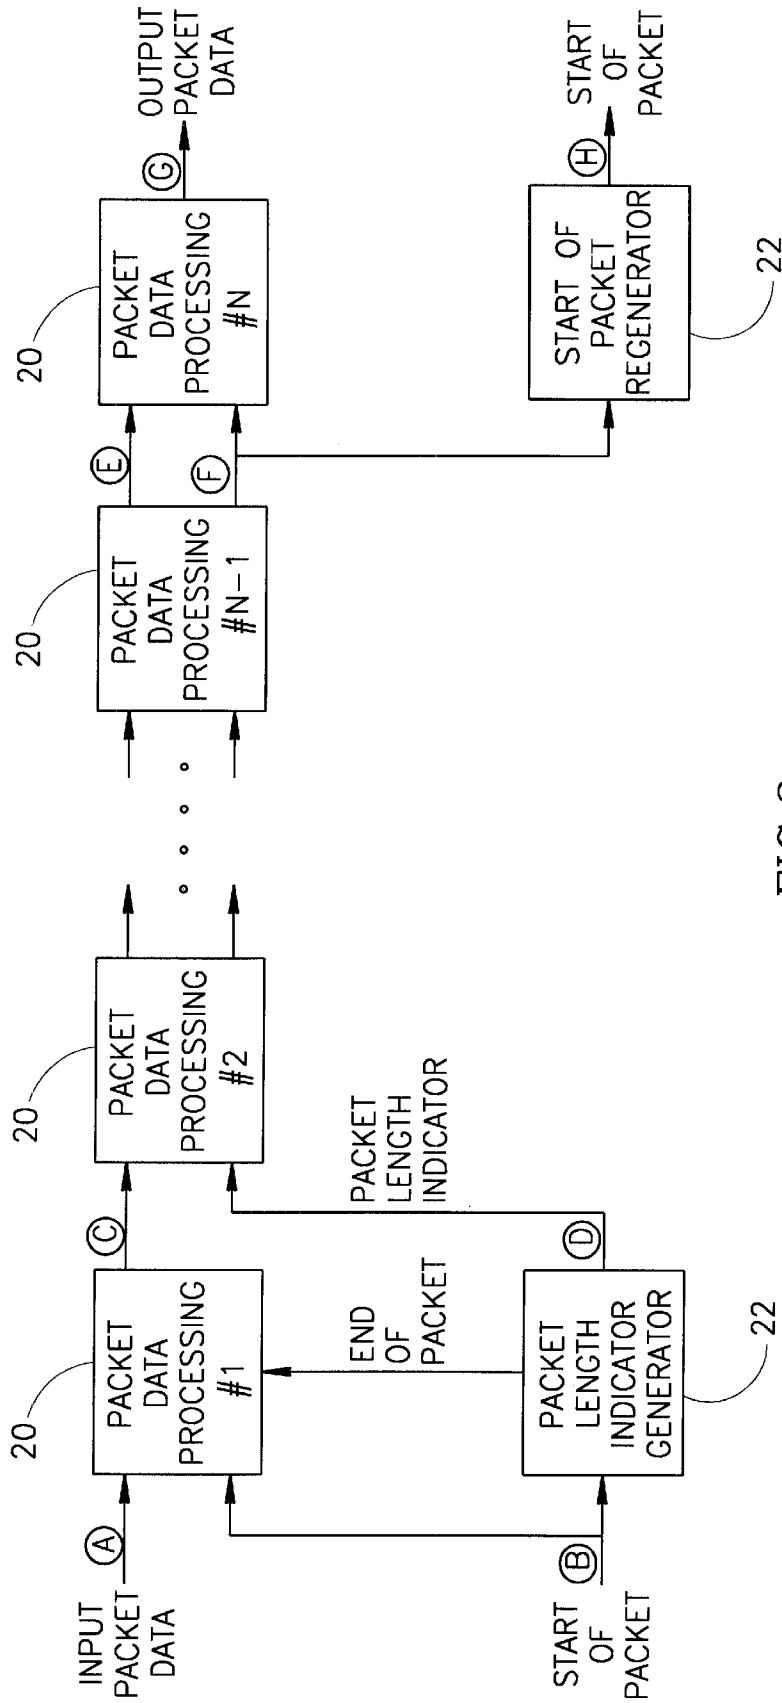 INPUT
PACKET
DATA
A
START
OF
PACKET
B
20
PACKET
DATA
PROCESSING
#1
END
OF
PACKET
PACKET
LENGTH
INDICATOR
GENERATOR
22
C
D
PACKET
LENGTH
INDICATOR
20
PACKET
DATA
PROCESSING
#2
20
PACKET
DATA
PROCESSING
#N-1
E
F
20
PACKET
DATA
PROCESSING
#N
G
OUTPUT
PACKET
DATA
START OF
PACKET
REGENERATOR
22
H
START
OF
PACKET